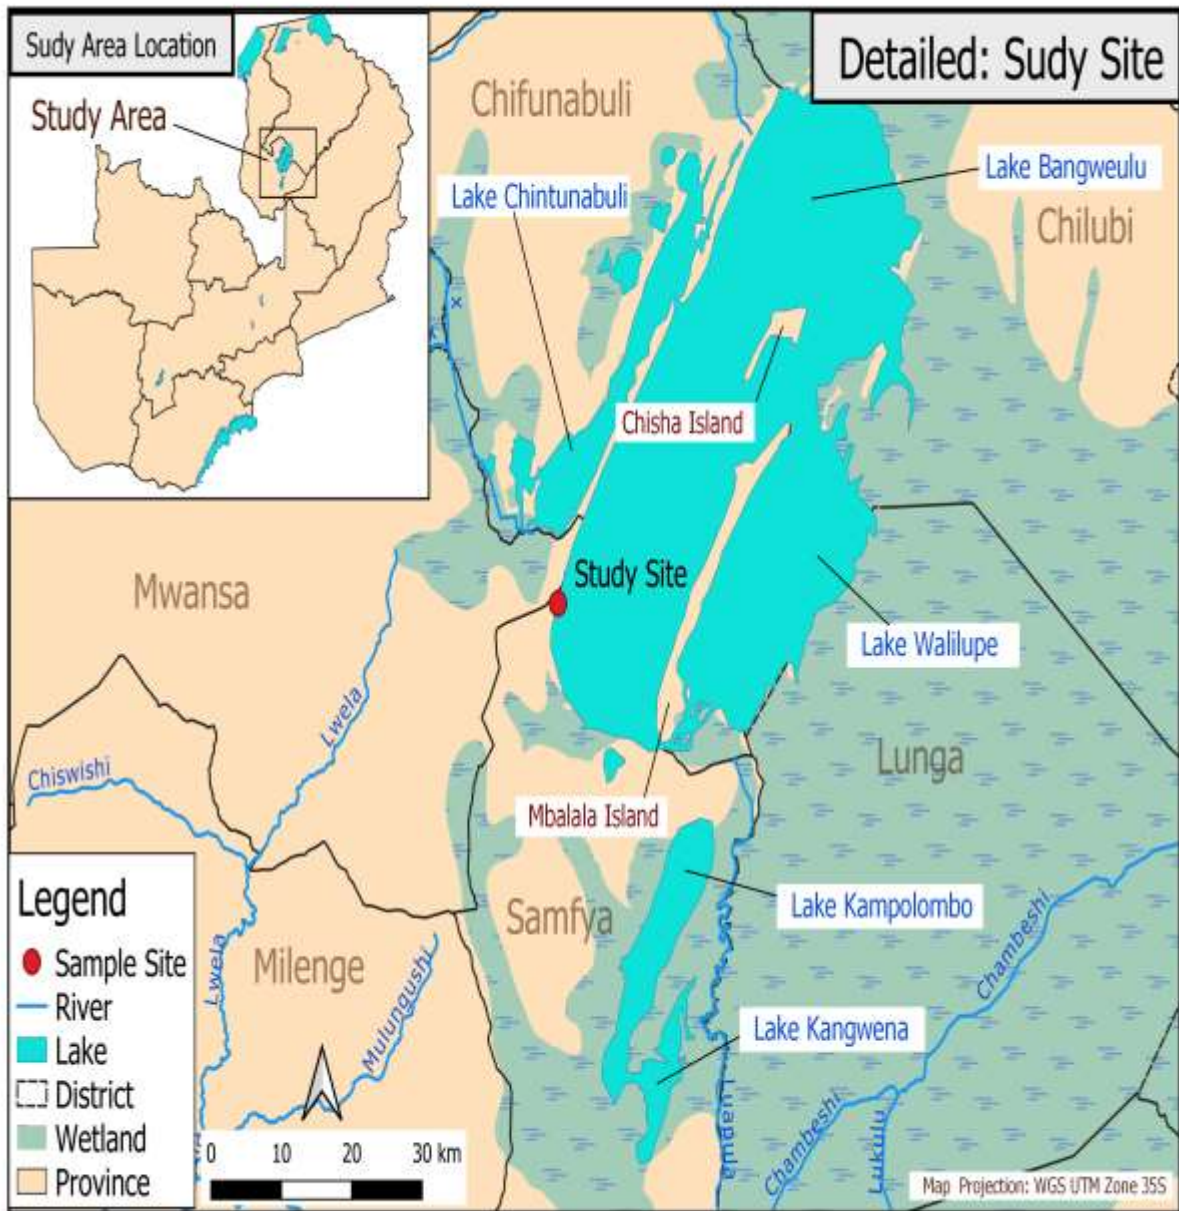 Sudy Area Location
Study Area
Detailed: Sudy Site
Chifunabuli
Lake Bangweulu
Lake Chintunabuli
Chilubi
Chisha Island
Study Site
Mwansa
Lake Walilupe
Lwela
Chiswishi
Lunga
Mbalala Island
Legend
Sample Site
River
Lake
District
Wetland
Province
Samfya
Lake Kampolombo
Chambeshi
Milenge
Lwela
Mulungushi
Lake Kangwena
Luapula
Chambeshi
Lukulu
0 10 20 30 km
Map Projection: WGS UTM Zone 35S